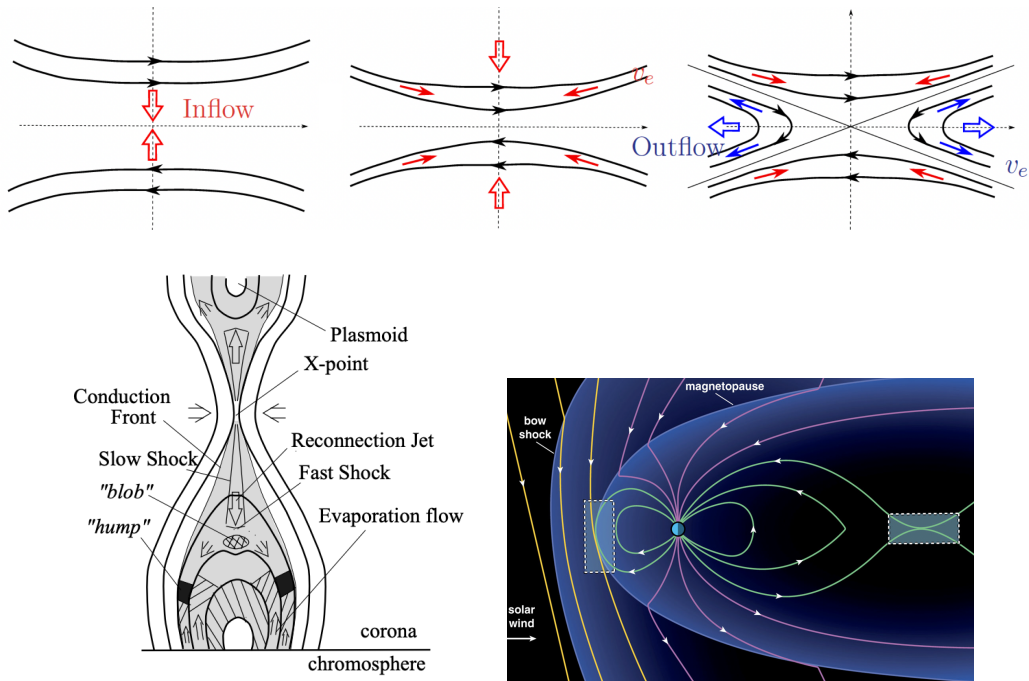 Inflow
v_e
Outflow
v_e
Plasmoid
X-point
Conduction
Front
Reconnection Jet
Slow Shock
Fast Shock
"blob"
Evaporation flow
"hump"
corona
chromosphere
magnetopause
bow
shock
solar
wind